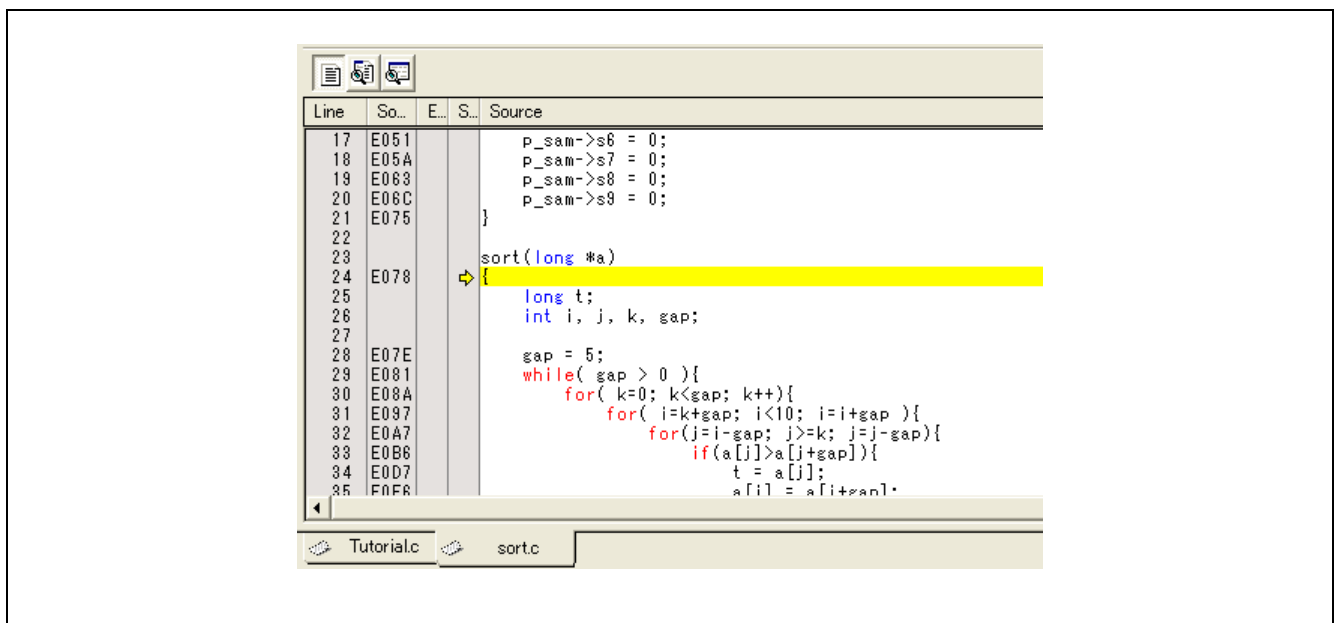 Line So... E... S... Source
17 E051 p_sam->s6 = 0;
18 E05A p_sam->s7 = 0;
19 E063 p_sam->s8 = 0;
20 E06C p_sam->s9 = 0;
21 E075 }
22
23 sort(long *a)
24 E078 {
25 long t;
26 int i, j, k, gap;
27
28 E07E gap = 5;
29 E081 while( gap > 0 ){
30 E08A for( k=0; k<gap; k++){
31 E097 for( i=k+gap; i<10; i=i+gap ){
32 E0A7 for(j=i-gap; j>=k; j=j-gap){
33 E0B6 if(a[j]>a[j+gap]){
34 E0D7 t = a[j];
35 E0E6 a[j] = a[j+gap];
Tutorial.c sort.c